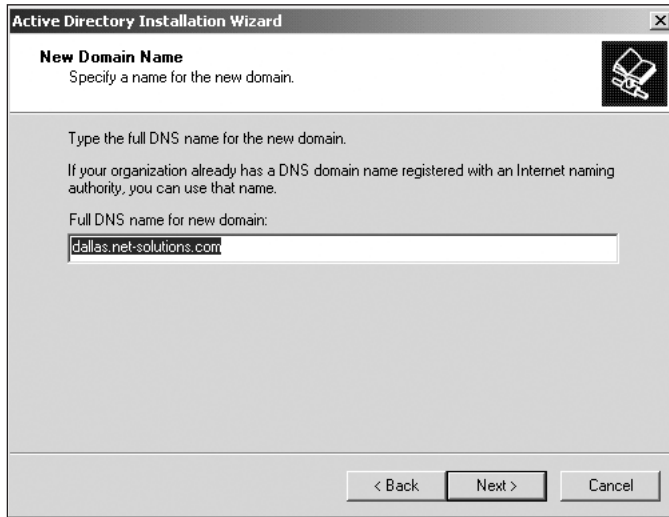 Active Directory Installation Wizard
New Domain Name
Specify a name for the new domain.
Type the full DNS name for the new domain.
If your organization already has a DNS domain name registered with an Internet naming
authority, you can use that name.
Full DNS name for new domain:
dallas.net-solutions.com
< Back Next > Cancel